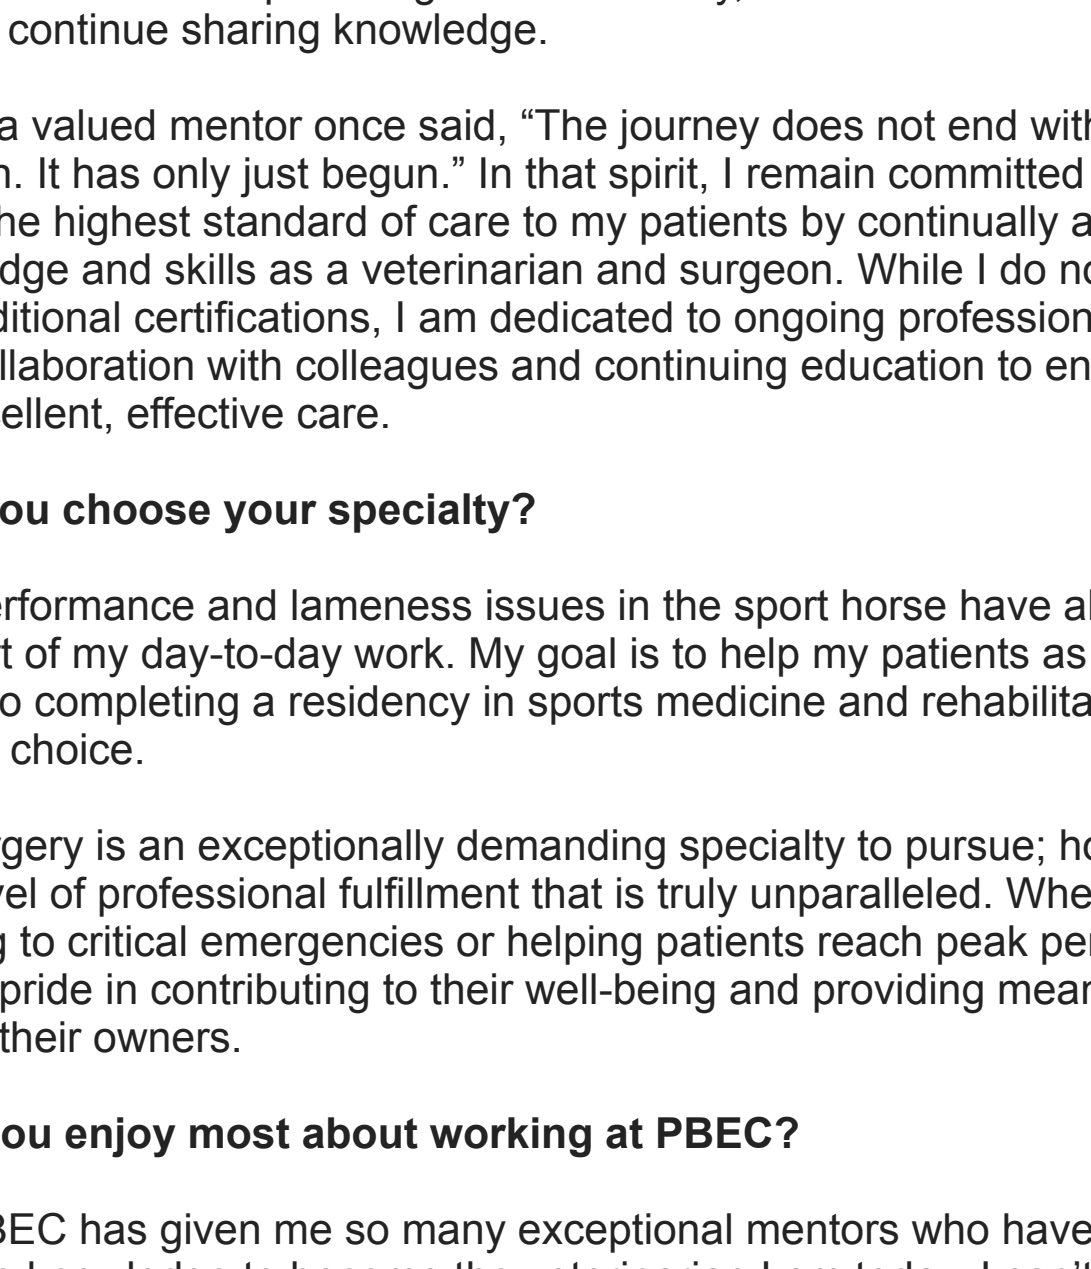 continue sharing knowledge.
a valued mentor once said, “The journey does not end with
n. It has only just begun.” In that spirit, I remain committed
he highest standard of care to my patients by continually a
dge and skills as a veterinarian and surgeon. While I do no
ditional certifications, I am dedicated to ongoing profession
llaboration with colleagues and continuing education to en
ellent, effective care.
ou choose your specialty?
erformance and lameness issues in the sport horse have al
t of my day-to-day work. My goal is to help my patients as
o completing a residency in sports medicine and rehabilita
choice.
rgery is an exceptionally demanding specialty to pursue; ho
vel of professional fulfillment that is truly unparalleled. Whe
g to critical emergencies or helping patients reach peak per
pride in contributing to their well-being and providing mean
their owners.
ou enjoy most about working at PBEC?
BEC has given me so many exceptional mentors who have